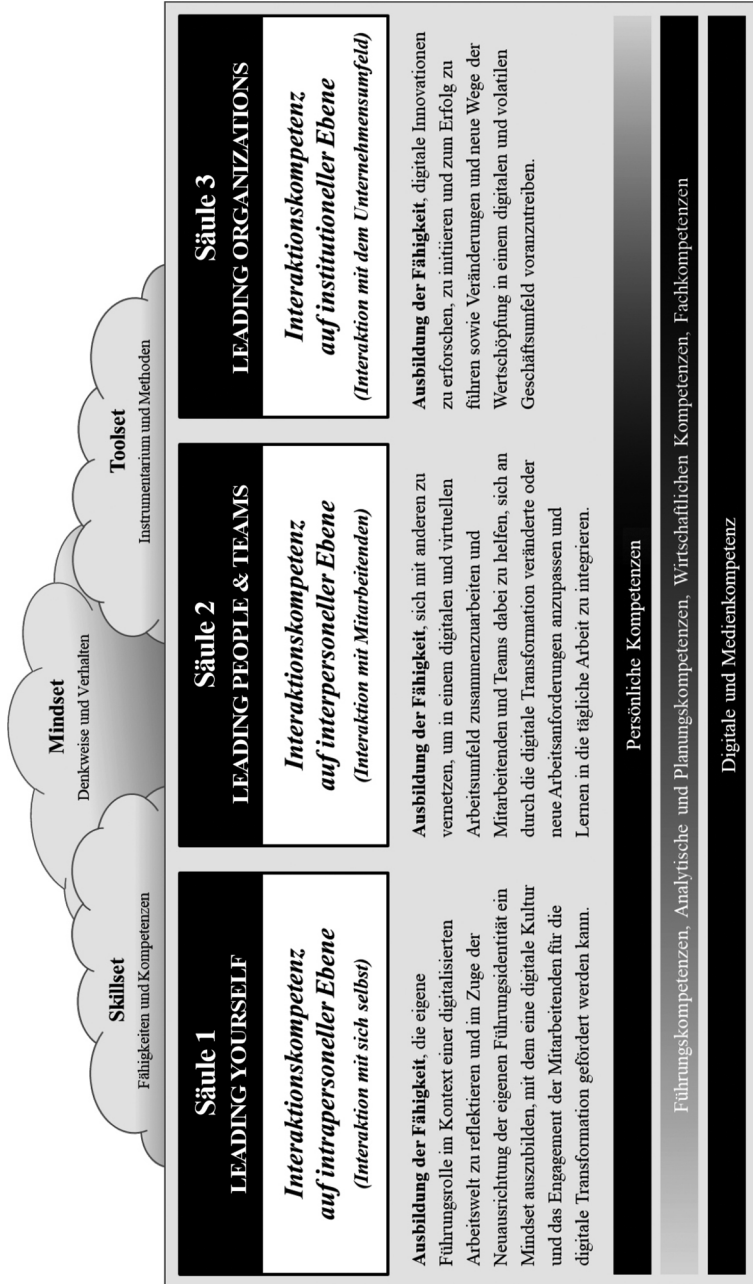 Skillset
Fähigkeiten und Kompetenzen
Mindset
Denkweise und Verhalten
Toolset
Instrumentarium und Methoden
Säule 1
LEADING YOURSELF
Interaktionskompetenz
auf intrapersoneller Ebene
(Interaktion mit sich selbst)
Ausbildung der Fähigkeit, die eigene
Führungsrolle im Kontext einer digitalisierten
Arbeitswelt zu reflektieren und im Zuge der
Neuausrichtung der eigenen Führungsidentität ein
Mindset auszubilden, mit dem eine digitale Kultur
und das Engagement der Mitarbeitenden für die
digitale Transformation gefördert werden kann.
Säule 2
LEADING PEOPLE & TEAMS
Interaktionskompetenz
auf interpersoneller Ebene
(Interaktion mit Mitarbeitenden)
Ausbildung der Fähigkeit, sich mit anderen zu
vernetzen, um in einem digitalen und virtuellen
Arbeitsumfeld zusammenzuarbeiten und
Mitarbeitenden und Teams dabei zu helfen, sich an
durch die digitale Transformation veränderte oder
neue Arbeitsanforderungen anzupassen und
Lernen in die tägliche Arbeit zu integrieren.
Säule 3
LEADING ORGANIZATIONS
Interaktionskompetenz
auf institutioneller Ebene
(Interaktion mit dem Unternehmensumfeld)
Ausbildung der Fähigkeit, digitale Innovationen
zu erforschen, zu initiieren und zum Erfolg zu
führen sowie Veränderungen und neue Wege der
Wertschöpfung in einem digitalen und volatilen
Geschäftsumfeld voranzutreiben.
Persönliche Kompetenzen
Führungskompetenzen, Analytische und Planungskompetenzen, Wirtschaftlichen Kompetenzen, Fachkompetenzen
Digitale und Medienkompetenz